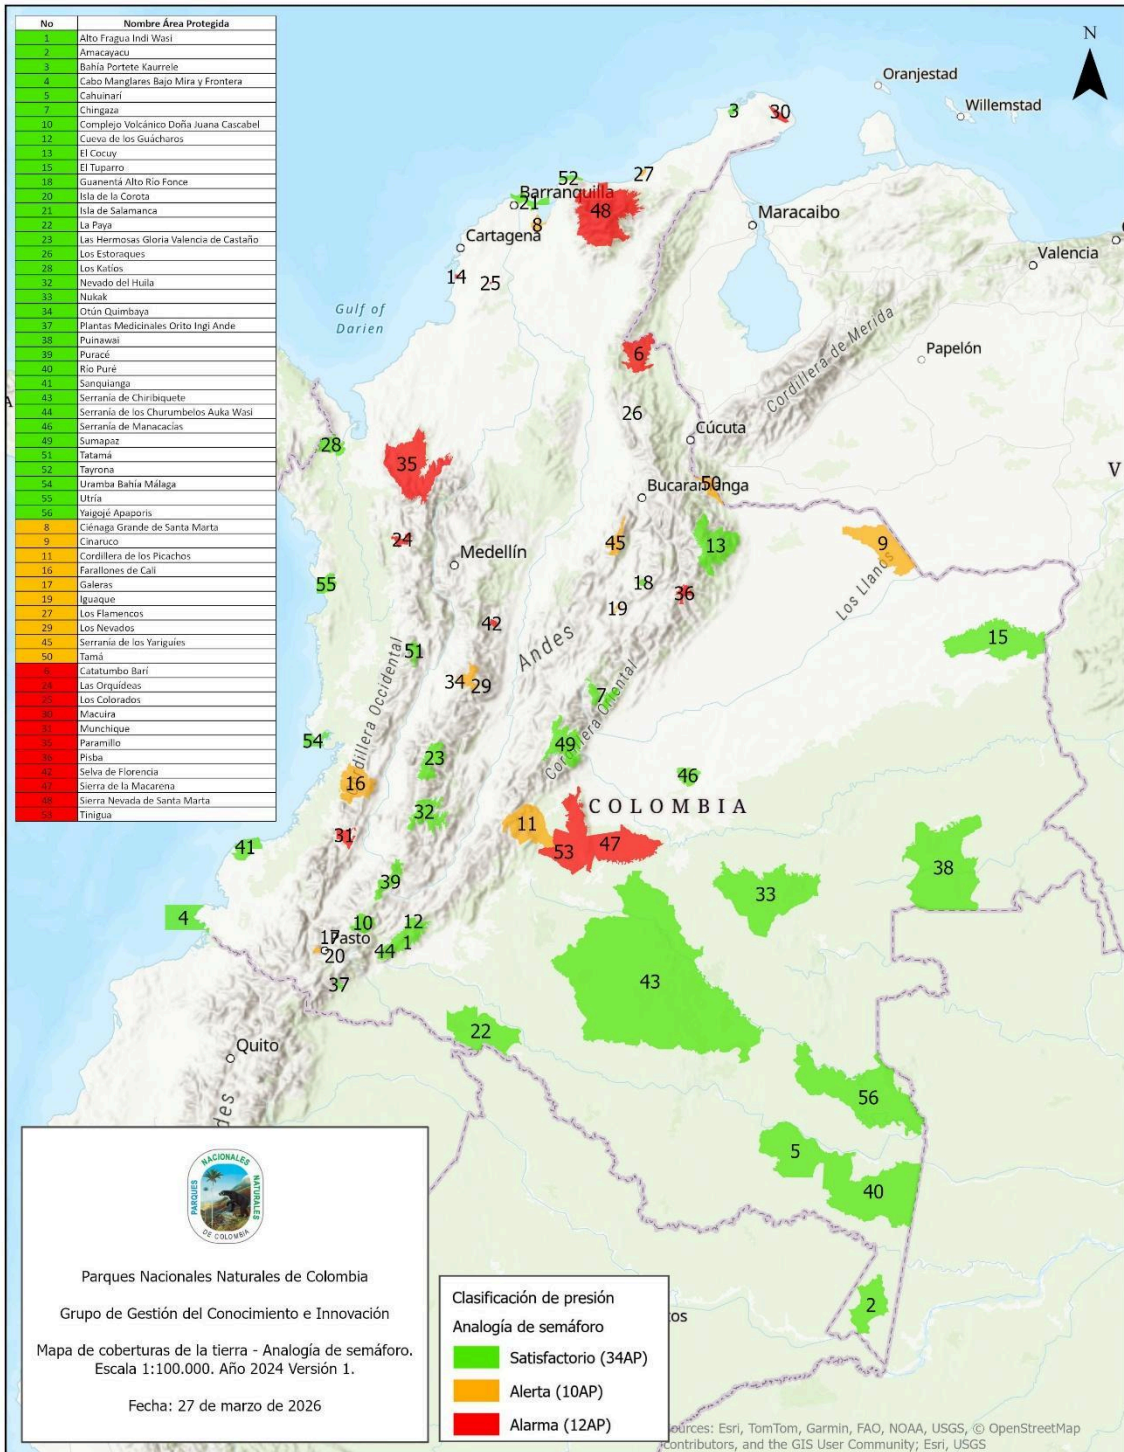 No Nombre Área Protegida
1 Alto Fragua Indi Wasi
2 Amacayacu
3 Bahía Portete Kaurrele
4 Cabo Manglares Bajo Mira y Frontera
5 Cahuinarí
7 Chingaza
10 Complejo Volcánico Doña Juana Cascabel
12 Cueva de los Guácharos
13 El Cocuy
15 El Tuparro
18 Guanentá Alto Río Fonce
20 Isla de la Corota
21 Isla de Salamanca
22 La Paya
23 Las Hermosas Gloria Valencia de Castaño
26 Los Estoraques
28 Los Katíos
32 Nevado del Huila
33 Nukak
34 Otún Quimbaya
37 Plantas Medicinales Orito Ingi Ande
38 Puinawai
39 Puracé
40 Río Puré
41 Sanquianga
43 Serranía de Chiribiquete
44 Serranía de los Churumbelos Auka Wasi
46 Serranía de Manacacías
49 Sumapaz
51 Tatamá
52 Tayrona
54 Uramba Bahía Málaga
55 Utría
56 Yaigojé Apaporis
8 Ciénaga Grande de Santa Marta
9 Cinaruco
11 Cordillera de los Picachos
16 Farallones de Cali
17 Galeras
19 Iguaque
27 Los Flamencos
29 Los Nevados
45 Serranía de los Yariguíes
50 Tamá
6 Catatumbo Barí
24 Las Orquídeas
25 Los Colorados
30 Macuira
31 Munchique
35 Paramillo
36 Pisba
42 Selva de Florencia
47 Sierra de la Macarena
48 Sierra Nevada de Santa Marta
53 Tinigua
N
Oranjestad
Willemstad
3
30
27
52
Barranquilla
21
48
8
Maracaibo
Cartagena
Valencia
14
25
Gulf of
Darien
6
Papelón
Cordillera de Merida
26
Cúcuta
28
35
V
50
Bucaramanga
24
45
13
9
Medellín
Los Llanos
55
18
36
19
42
15
Andes
51
34
29
7
Cordillera Occidental
Cordillera Oriental
54
49
23
46
16
COLOMBIA
32
11
31
53
47
41
38
39
33
4
10
12
17
Pasto
1
44
20
43
37
22
Quito
56
des
5
40
2
PARQUES NACIONALES NATURALES
DE COLOMBIA
Parques Nacionales Naturales de Colombia
Grupo de Gestión del Conocimiento e Innovación
Mapa de coberturas de la tierra - Analogía de semáforo.
Escala 1:100.000. Año 2024 Versión 1.
Fecha: 27 de marzo de 2026
Clasificación de presión
Analogía de semáforo
Satisfactorio (34AP)
Alerta (10AP)
Alarma (12AP)
tos
ources: Esri, TomTom, Garmin, FAO, NOAA, USGS, © OpenStreetMap
contributors, and the GIS User Community; Esri, USGS